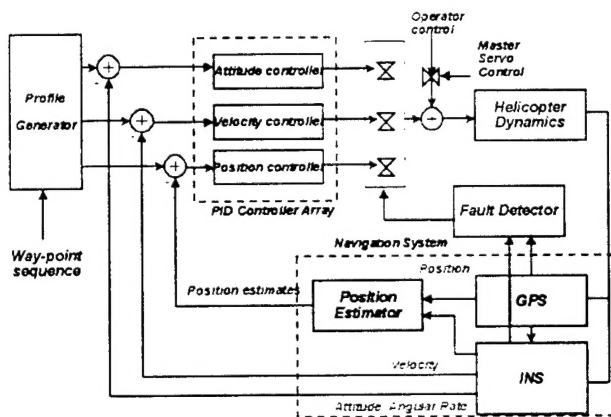 Operator
control
Master
Servo
Control
Profile
Generator
Attitude controller
Velocity controller
Position controller
PID Controller Array
Helicopter
Dynamics
Way-point
sequence
Fault Detector
Navigation System
Position
Position estimates
Position
Estimator
GPS
INS
Velocity
Attitude, Angular Rate